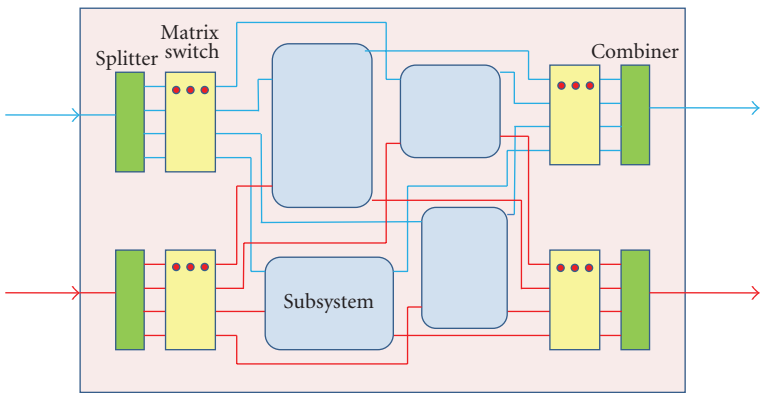 Matrix
switch
Splitter
Combiner
Subsystem